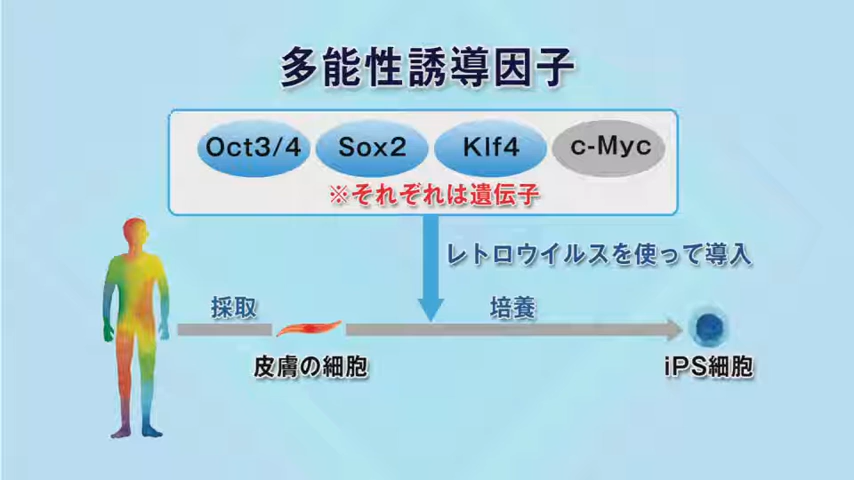 多能性誘導因子
Oct3/4 Sox2 Klf4 c-Myc
※それぞれは遺伝子
レトロウイルスを使って導入
採取 培養
皮膚の細胞 iPS細胞